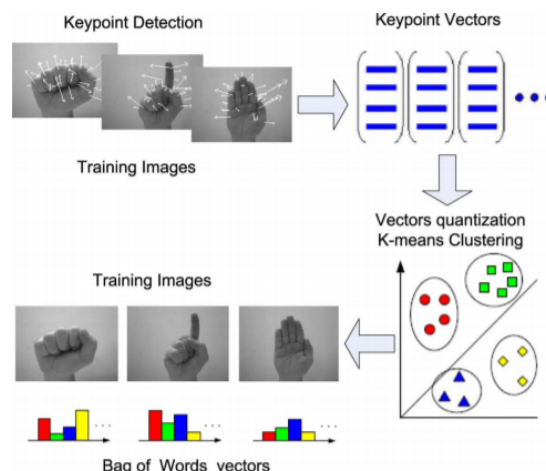 Keypoint Detection
Keypoint Vectors
Training Images
Vectors quantization
K-means Clustering
Training Images
Bag of Words vectors